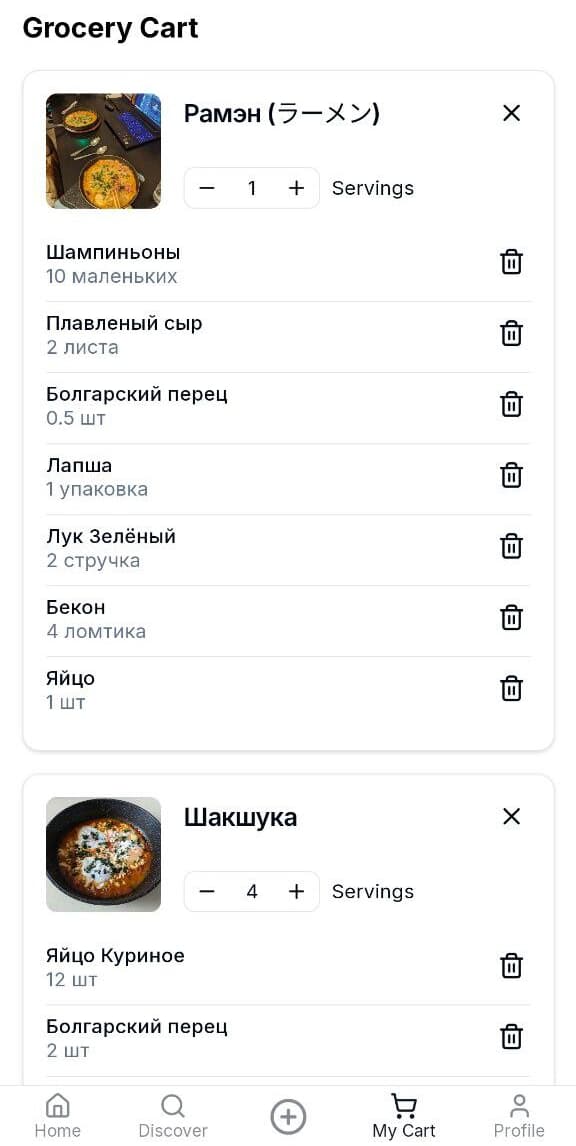 Grocery Cart
Рамэн (ラーメン)
1 Servings
Шампиньоны
10 маленьких
Плавленый сыр
2 листа
Болгарский перец
0.5 шт
Лапша
1 упаковка
Лук Зелёный
2 стручка
Бекон
4 ломтика
Яйцо
1 шт
Шакшука
4 Servings
Яйцо Куриное
12 шт
Болгарский перец
2 шт
Home Discover My Cart Profile